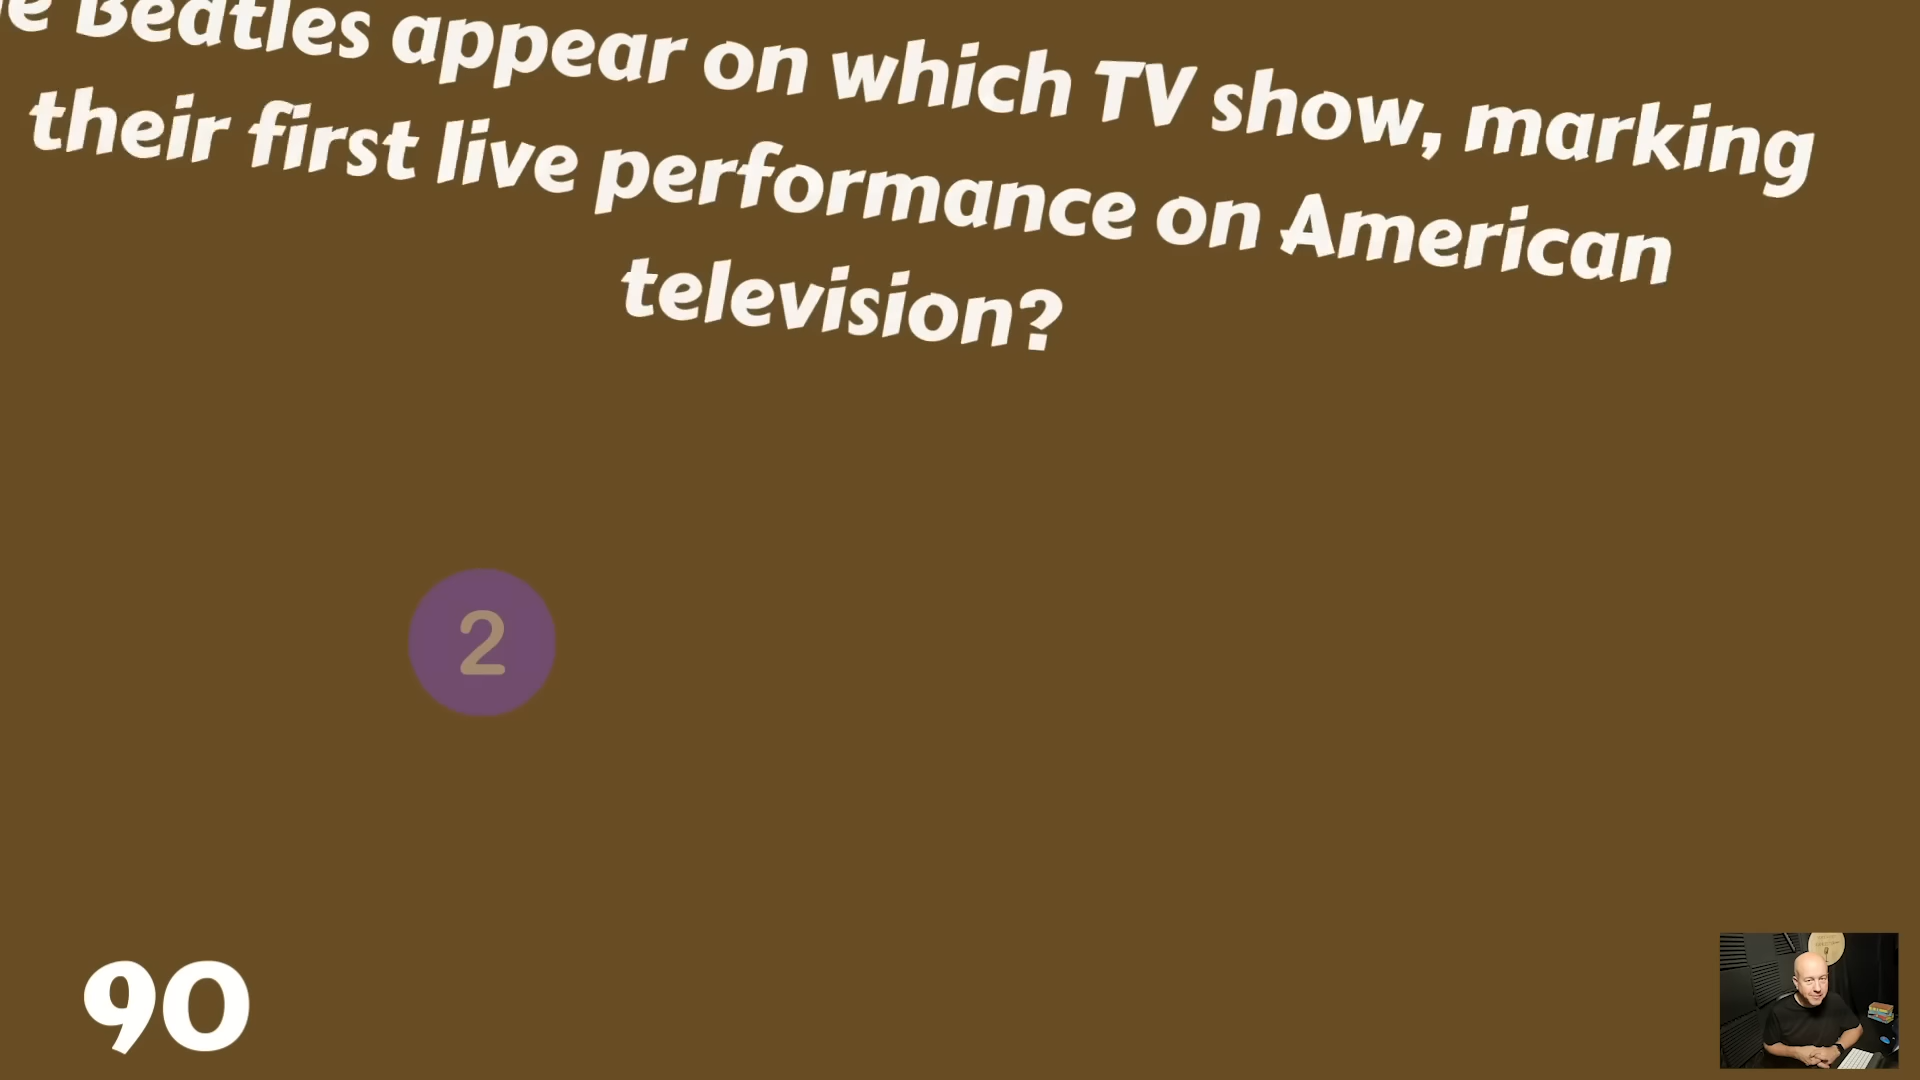 Beatles appear on which TV show, marking
their first live performance on American
television?
2
90